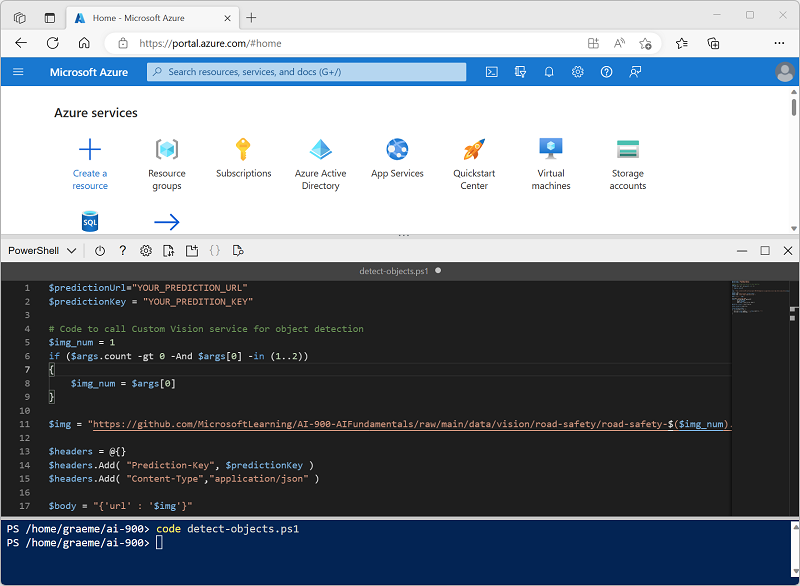 Home - Microsoft Azure
https://portal.azure.com/#home
Microsoft Azure
Search resources, services, and docs (G+/)
Azure services
Create a resource
Resource groups
Subscriptions
Azure Active Directory
App Services
Quickstart Center
Virtual machines
Storage accounts
SQL
PowerShell
detect-objects.ps1
1 $predictionUrl="YOUR_PREDICTION_URL"
2 $predictionKey = "YOUR_PREDITION_KEY"
3
4 # Code to call Custom Vision service for object detection
5 $img_num = 1
6 if ($args.count -gt 0 -And $args[0] -in (1..2))
7 {
8 $img_num = $args[0]
9 }
10
11 $img = "https://github.com/MicrosoftLearning/AI-900-AIFundamentals/raw/main/data/vision/road-safety/road-safety-$($img_num).
12
13 $headers = @{}
14 $headers.Add( "Prediction-Key", $predictionKey )
15 $headers.Add( "Content-Type","application/json" )
16
17 $body = "{'url' : '$img'}"
PS /home/graeme/ai-900> code detect-objects.ps1
PS /home/graeme/ai-900>